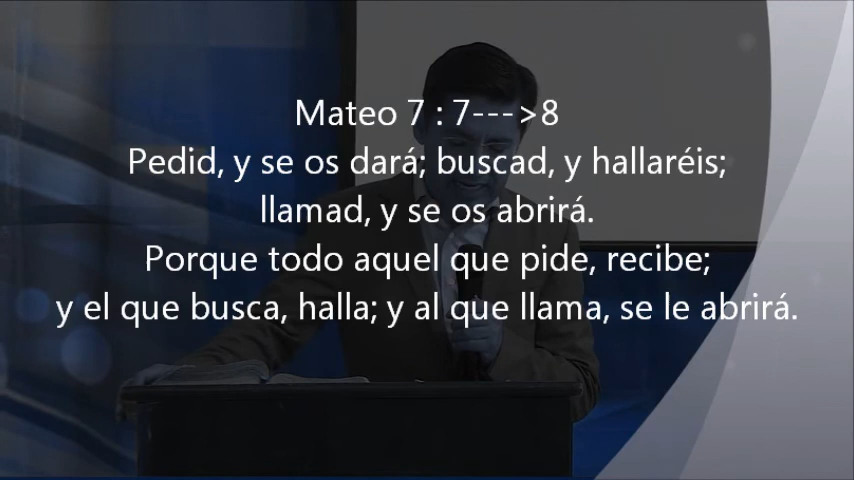 Mateo 7 : 7--->8
Pedid, y se os dará; buscad, y hallaréis;
llamad, y se os abrirá.
Porque todo aquel que pide, recibe;
y el que busca, halla; y al que llama, se le abrirá.